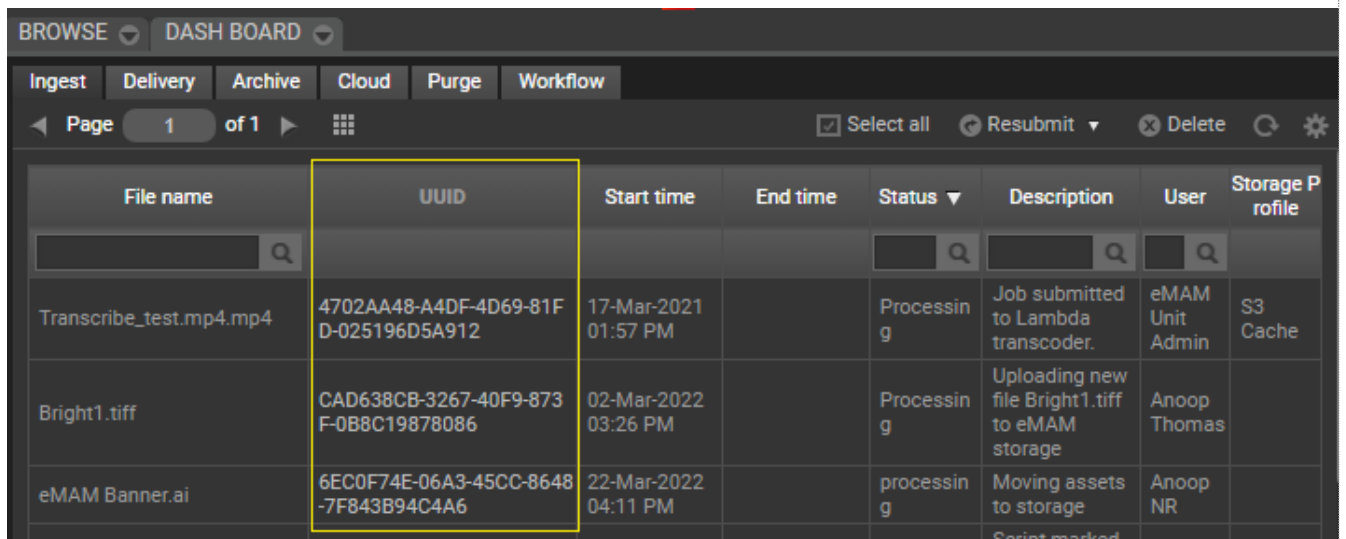 BROWSE DASH BOARD
Ingest Delivery Archive Cloud Purge Workflow
Page 1 of 1 Select all Resubmit Delete
File name UUID Start time End time Status Description User Storage P
rofile
Transcribe_test.mp4.mp4
4702AA48-A4DF-4D69-81F
D-025196D5A912
17-Mar-2021
01:57 PM
Processin
g
Job submitted
to Lambda
transcoder.
eMAM
Unit
Admin
S3
Cache
Bright1.tiff
CAD638CB-3267-40F9-873
F-0B8C19878086
02-Mar-2022
03:26 PM
Processin
g
Uploading new
file Bright1.tiff
to eMAM
storage
Anoop
Thomas
eMAM Banner.ai
6EC0F74E-06A3-45CC-8648
-7F843B94C4A6
22-Mar-2022
04:11 PM
processin
g
Moving assets
to storage
Anoop
NR
Script marked